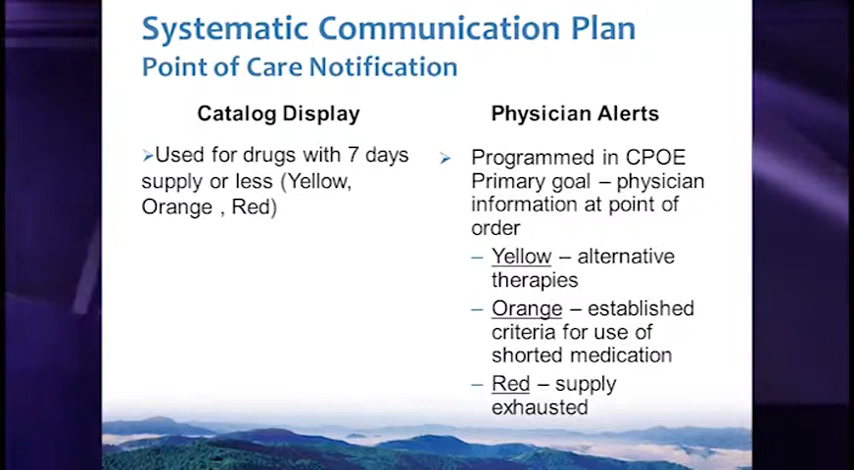 Systematic Communication Plan
Point of Care Notification
Catalog Display
➢Used for drugs with 7 days
supply or less (Yellow,
Orange , Red)
Physician Alerts
➢ Programmed in CPOE
Primary goal – physician
information at point of
order
– Yellow – alternative
therapies
– Orange – established
criteria for use of
shorted medication
– Red – supply
exhausted